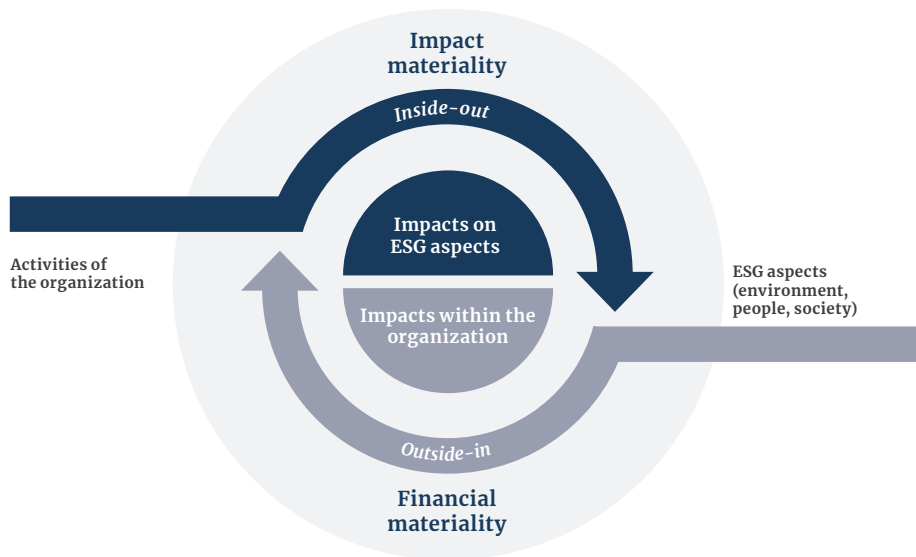 Impact
materiality
Inside-out
Impacts on
ESG aspects
Activities of
the organization
ESG aspects
(environment,
people, society)
Impacts within the
organization
Outside-in
Financial
materiality